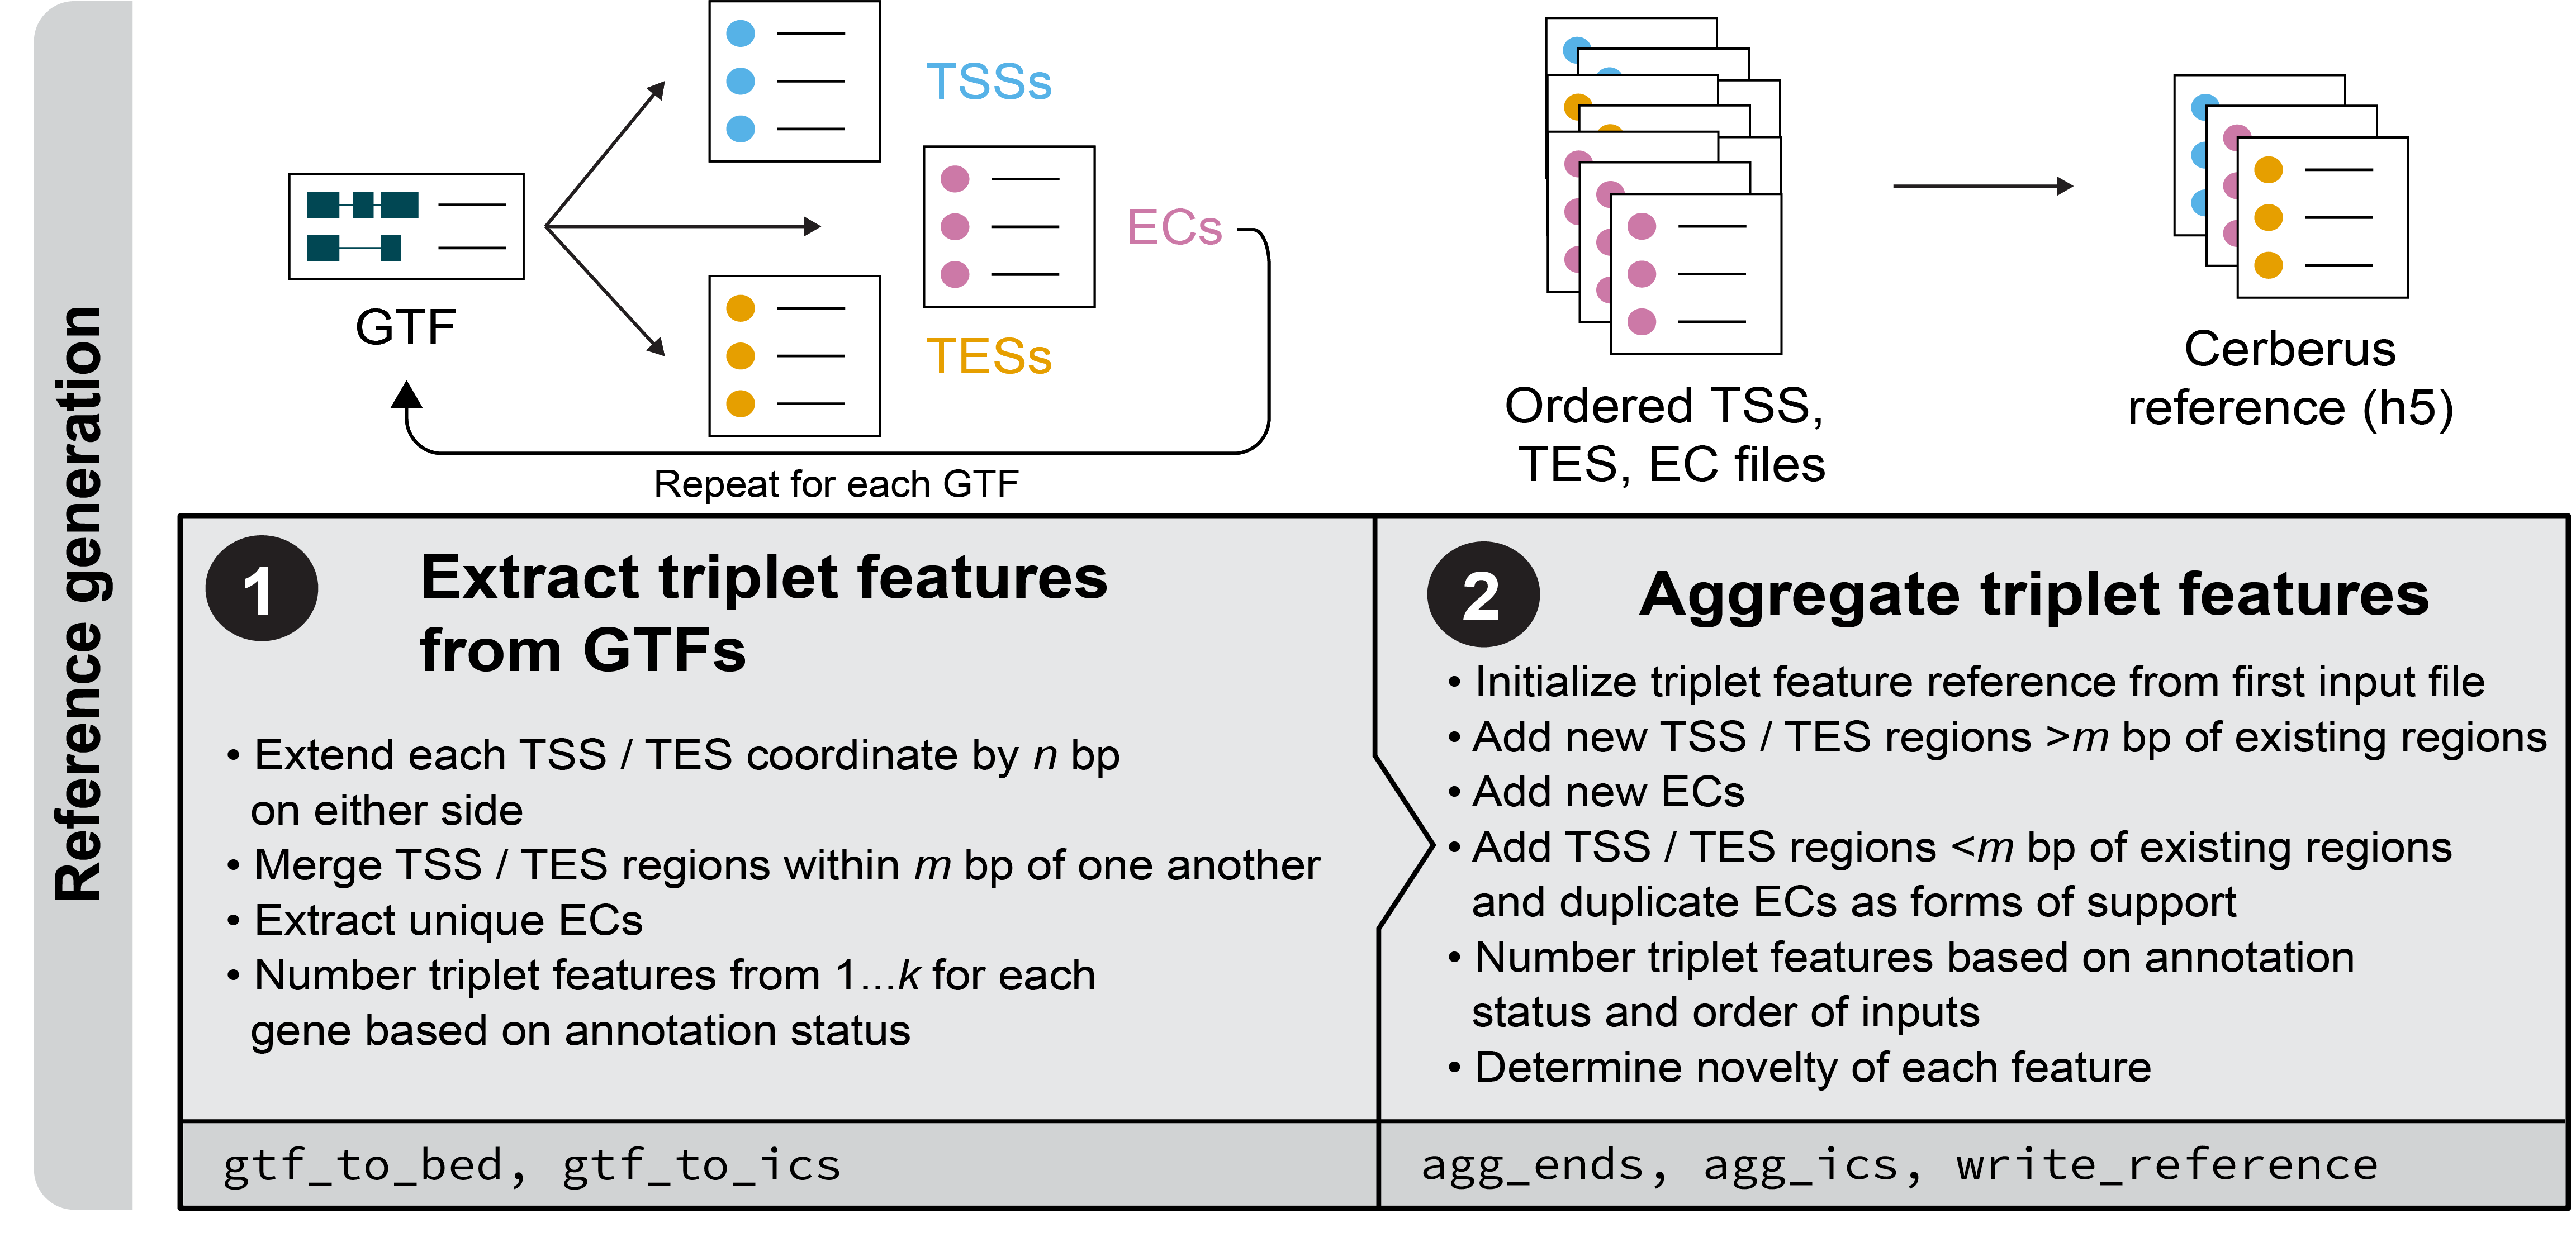 Reference generation
TSSs
ECs
GTF
TESs
Repeat for each GTF
Ordered TSS,
TES, EC files
Cerberus
reference (h5)
1
Extract triplet features
from GTFs
• Extend each TSS / TES coordinate by n bp
on either side
• Merge TSS / TES regions within m bp of one another
• Extract unique ECs
• Number triplet features from 1...k for each
gene based on annotation status
gtf_to_bed, gtf_to_ics
2
Aggregate triplet features
• Initialize triplet feature reference from first input file
• Add new TSS / TES regions >m bp of existing regions
• Add new ECs
• Add TSS / TES regions <m bp of existing regions
and duplicate ECs as forms of support
• Number triplet features based on annotation
status and order of inputs
• Determine novelty of each feature
agg_ends, agg_ics, write_reference